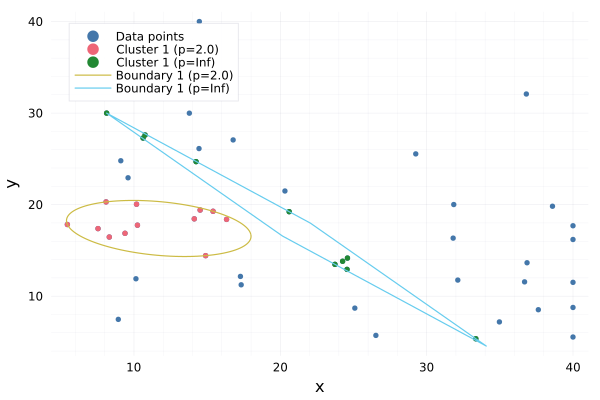 40
30
20
10
y
Data points
Cluster 1 (p=2.0)
Cluster 1 (p=Inf)
Boundary 1 (p=2.0)
Boundary 1 (p=Inf)
10 20 30 40
x